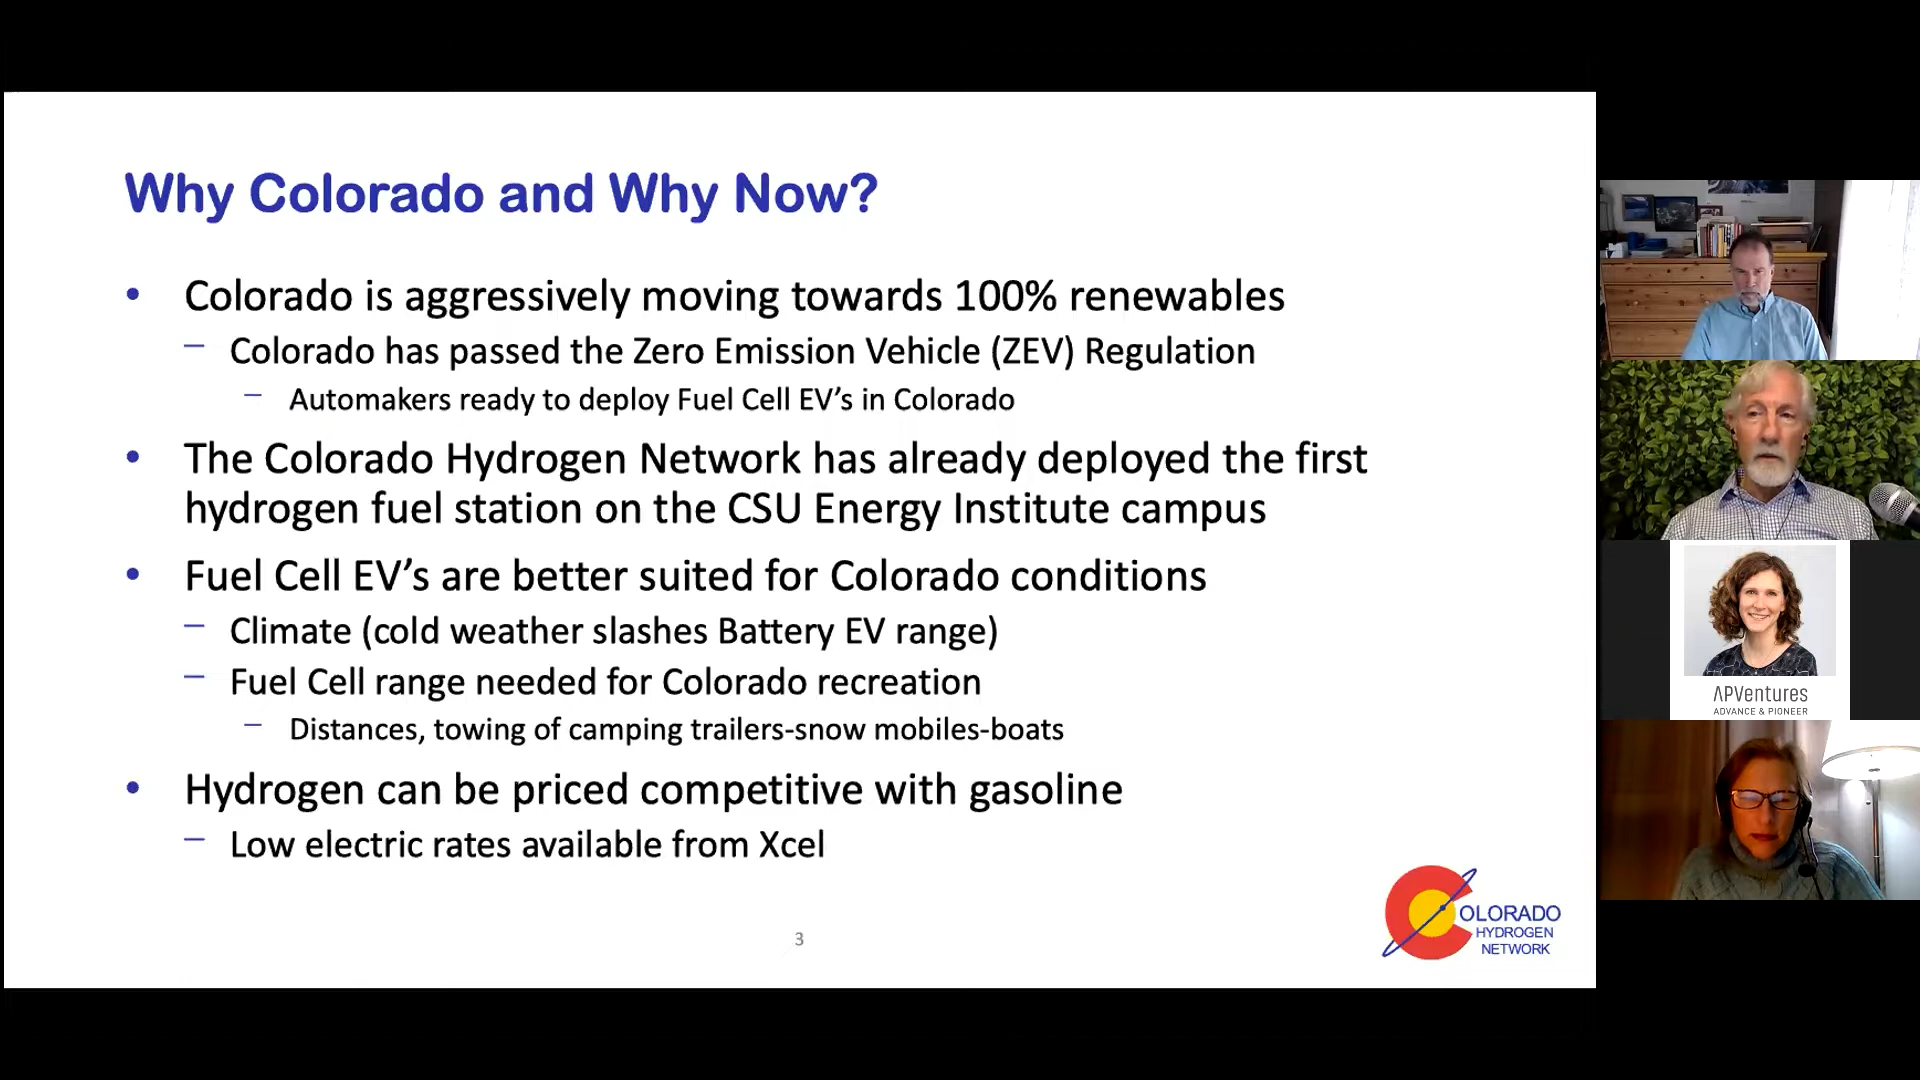 Why Colorado and Why Now?
• Colorado is aggressively moving towards 100% renewables
– Colorado has passed the Zero Emission Vehicle (ZEV) Regulation
– Automakers ready to deploy Fuel Cell EV’s in Colorado
• The Colorado Hydrogen Network has already deployed the first
hydrogen fuel station on the CSU Energy Institute campus
• Fuel Cell EV’s are better suited for Colorado conditions
– Climate (cold weather slashes Battery EV range)
– Fuel Cell range needed for Colorado recreation
– Distances, towing of camping trailers-snow mobiles-boats
• Hydrogen can be priced competitive with gasoline
– Low electric rates available from Xcel
3
COLORADO
HYDROGEN
NETWORK
APVentures
ADVANCE & PIONEER